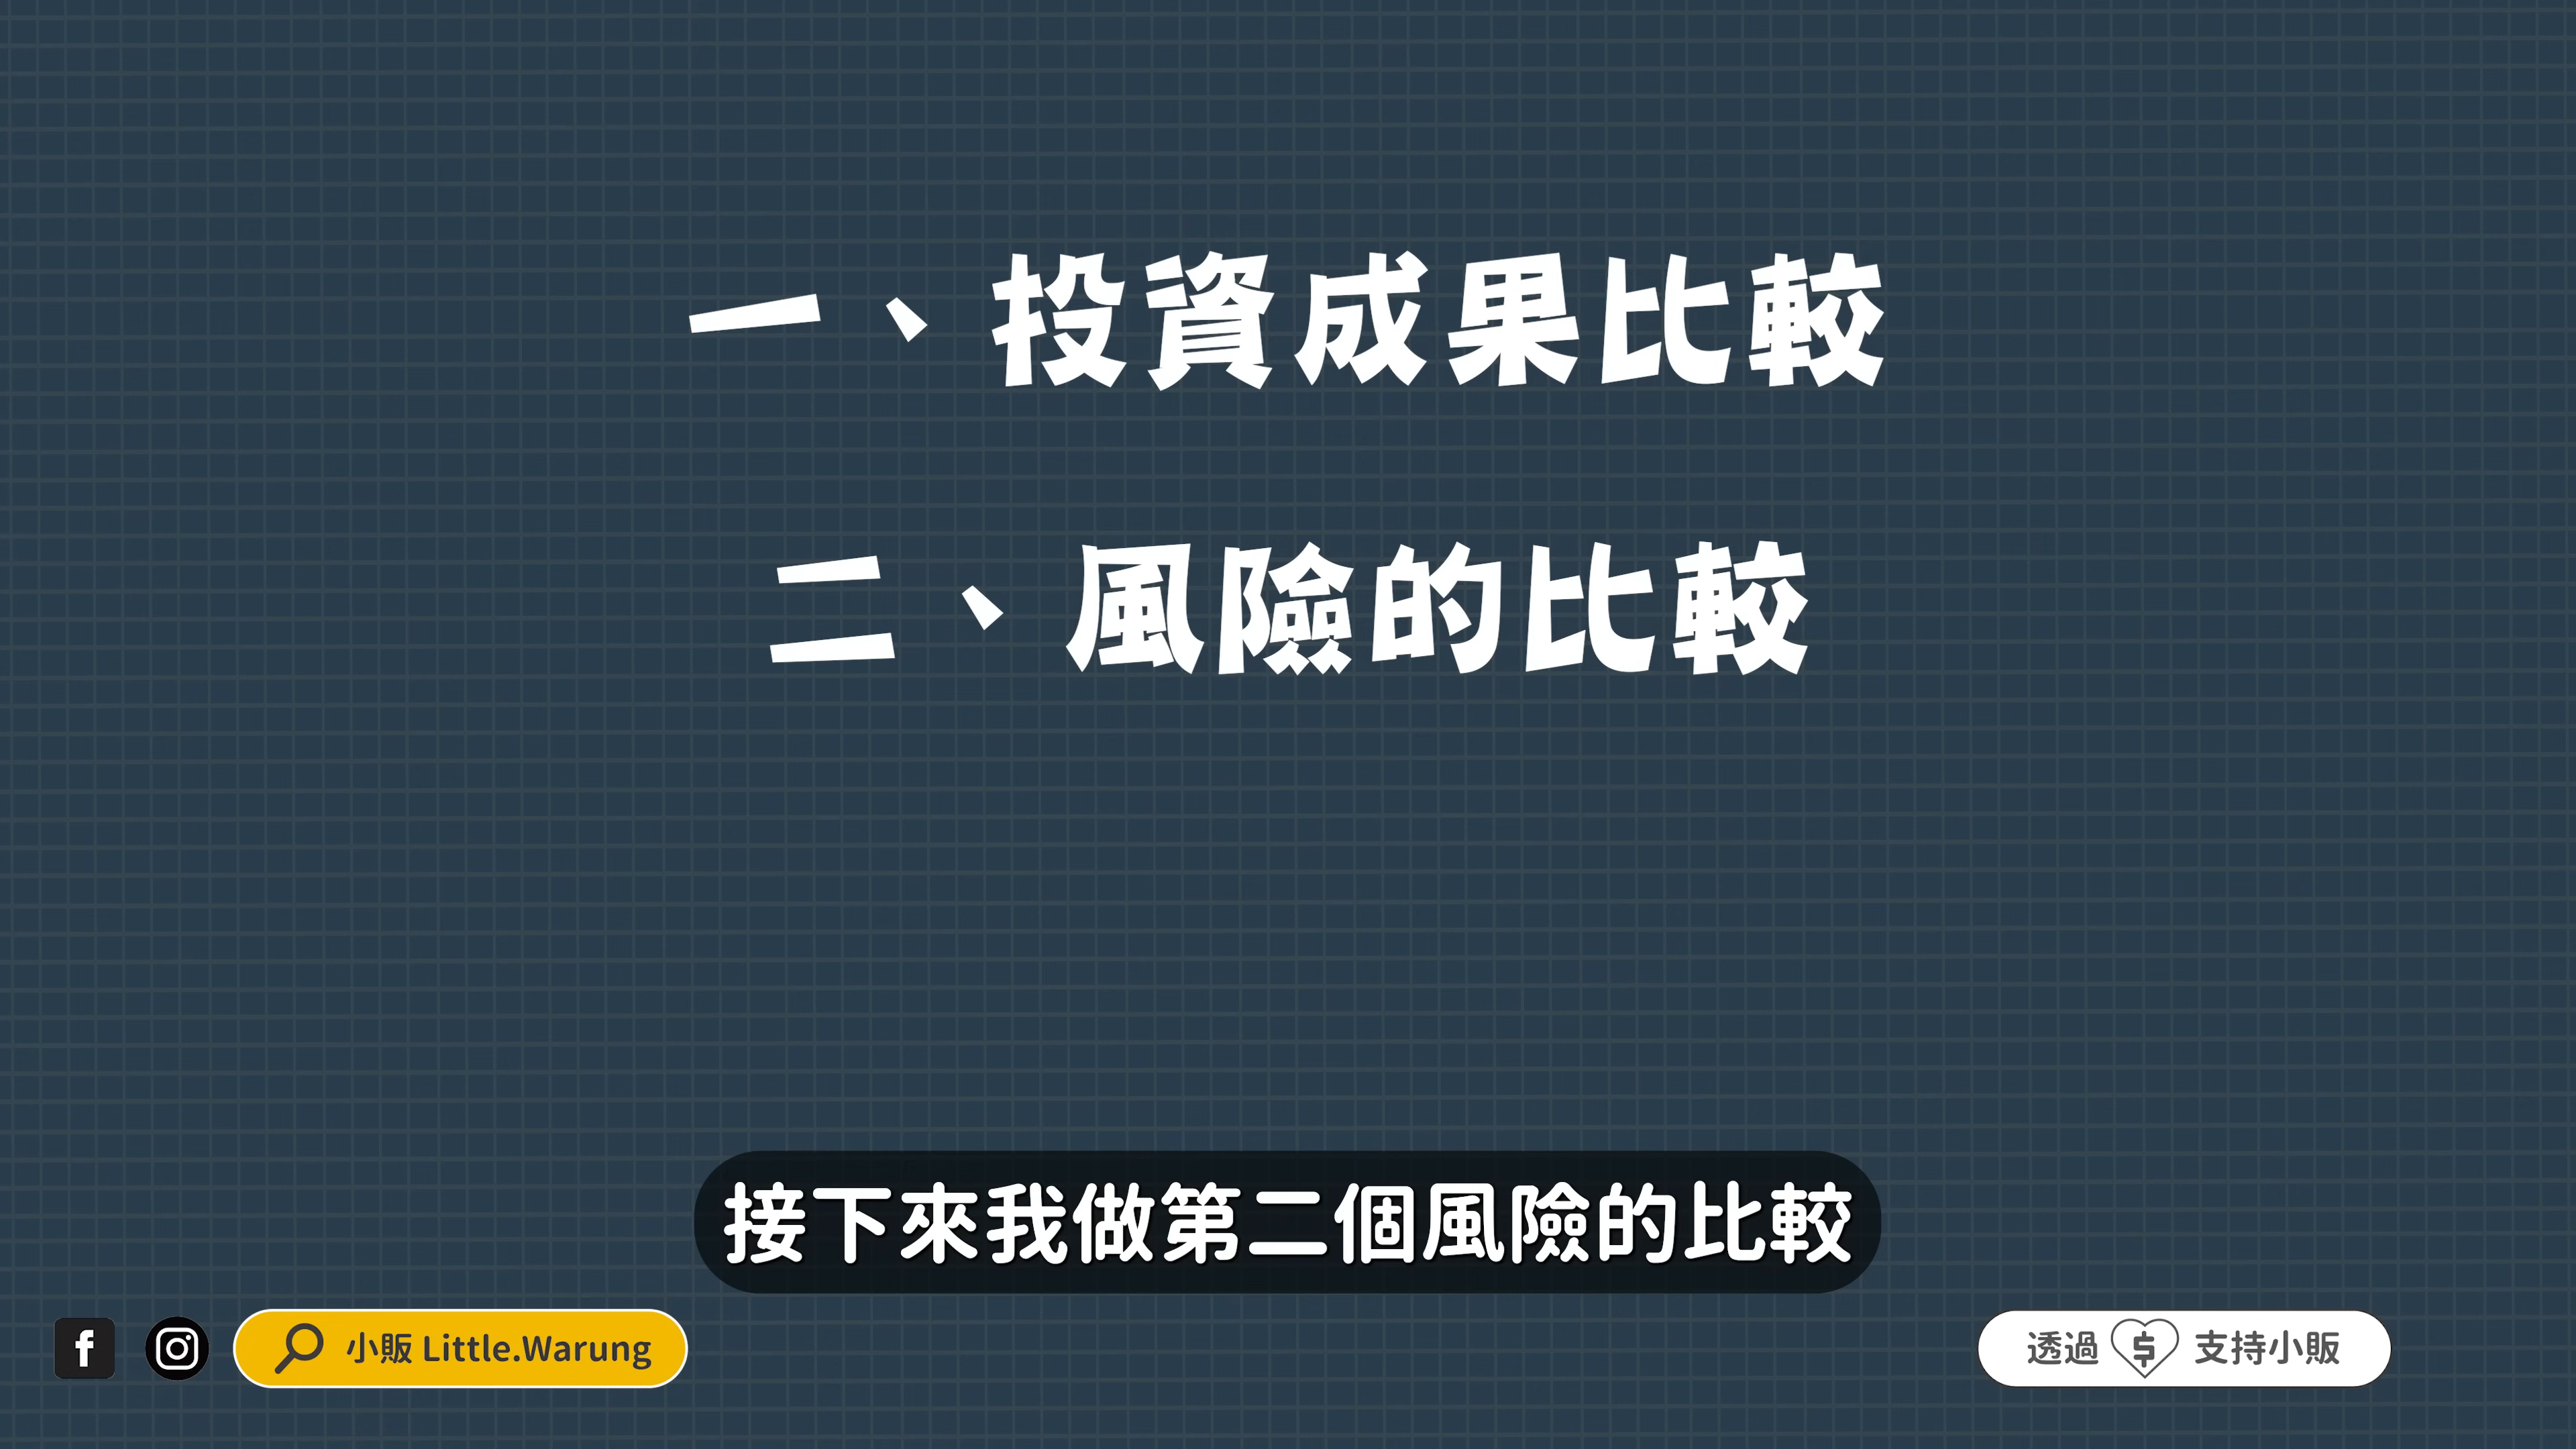 一、投資成果比較
二、風險的比較
接下來我做第二個風險的比較
f
小販 Little.Warung
透過 $ 支持小販